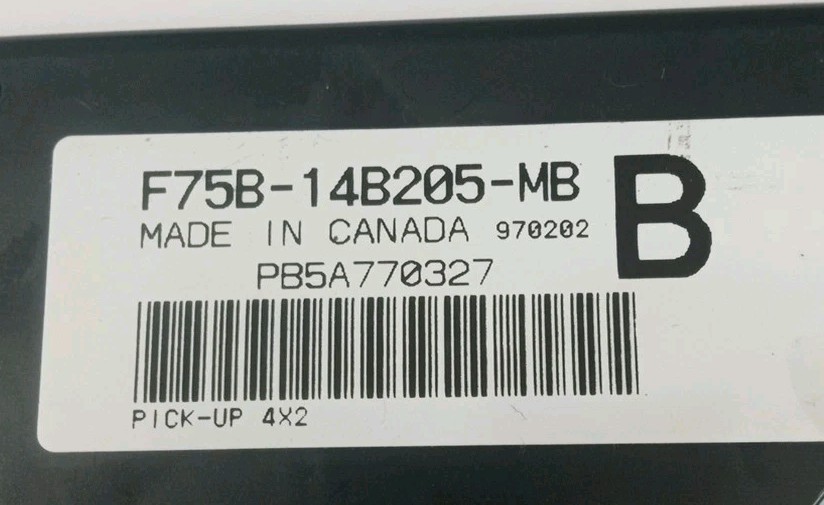 F75B-14B205-MB
B
MADE IN CANADA 970202
PB5A770327
PICK-UP 4X2